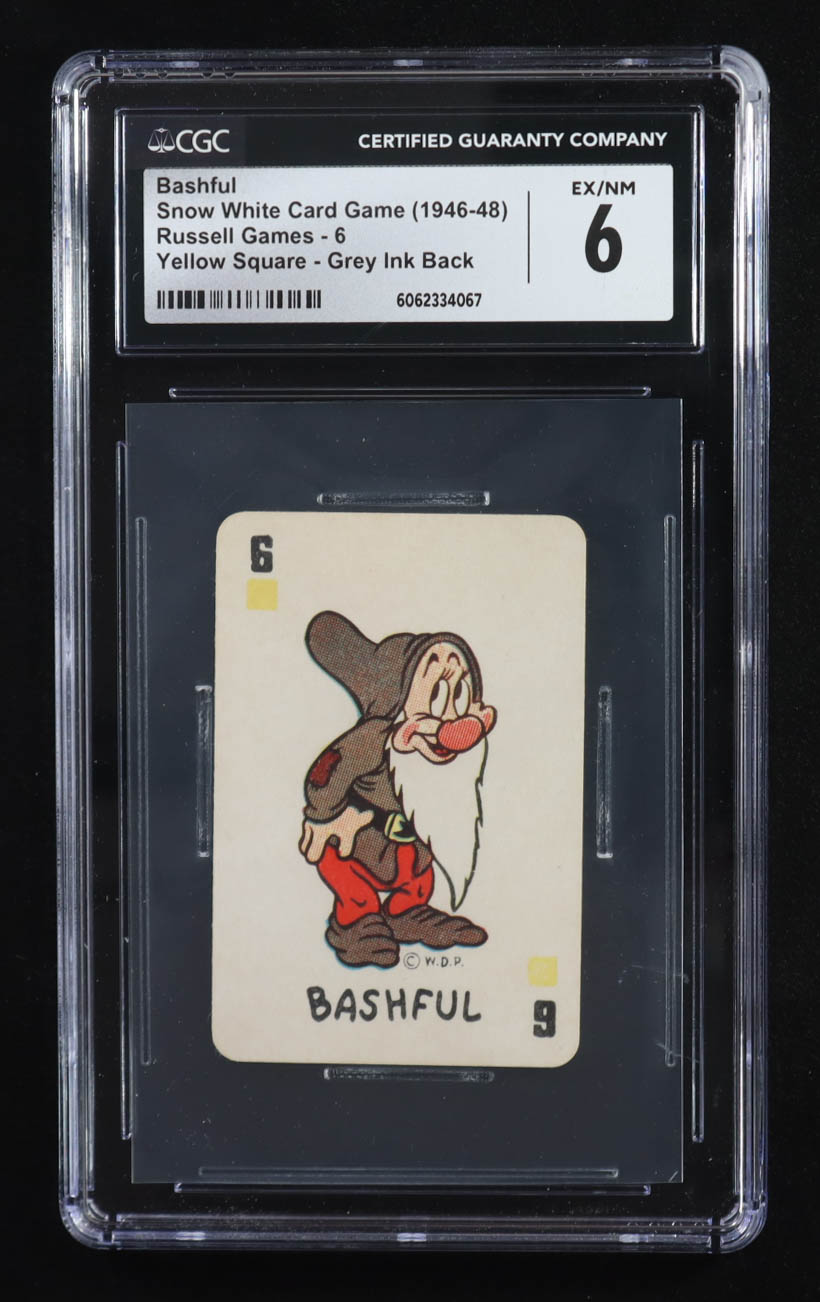 CGC
CERTIFIED GUARANTY COMPANY
Bashful
Snow White Card Game (1946-48)
Russell Games - 6
Yellow Square - Grey Ink Back
6062334067
EX/NM
6
6
© W.D.P.
BASHFUL
6